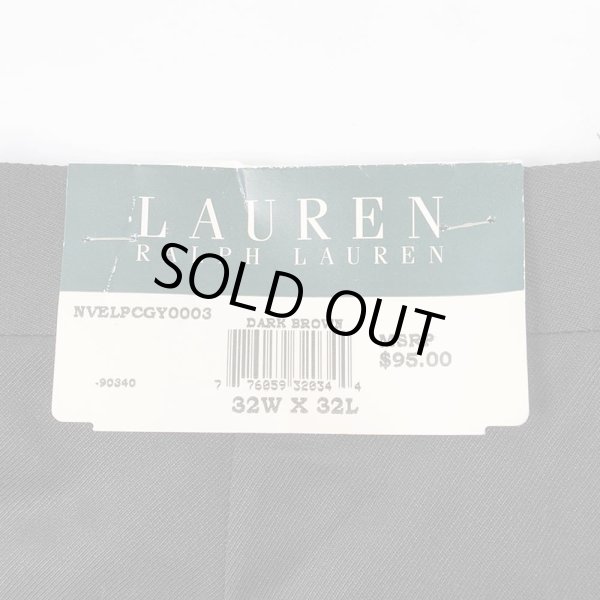 LAUREN
RALPH LAUREN
SOLD OUT
NVELPCGY0003
DARK BROWN
MSRP
$95.00
-90340
7 76059 32034 4
32W X 32L